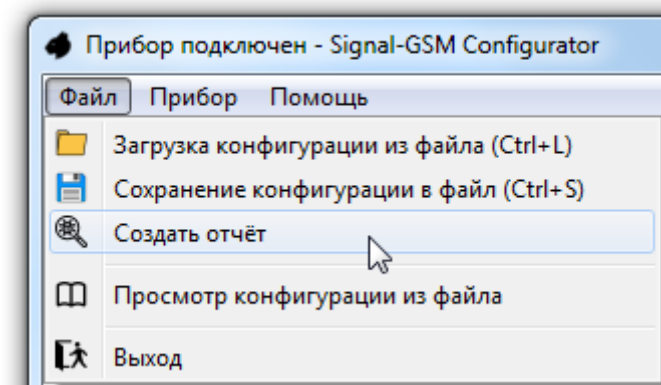 Прибор подключен - Signal-GSM Configurator
Файл Прибор Помощь
Загрузка конфигурации из файла (Ctrl+L)
Сохранение конфигурации в файл (Ctrl+S)
Создать отчёт
Просмотр конфигурации из файла
Выход